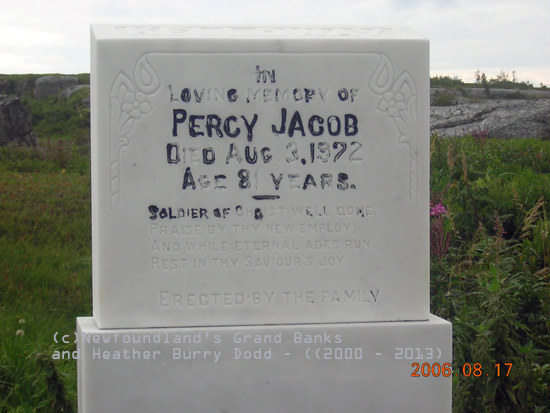 IN
LOVING MEMORY OF
PERCY JACOB
DIED AUG 3, 1972
AGE 81 YEARS.
SOLDIER OF CHRIST WELL DONE
PRAISE BY THY NEW EMPLOY.
AND WHILE ETERNAL AGES RUN,
REST IN THY SAVIOUR'S JOY.
ERECTED BY THE FAMILY
(c)Newfoundland's Grand Banks
and Heather Burry Dodd - ((2000 - 2013)
2006.08.17